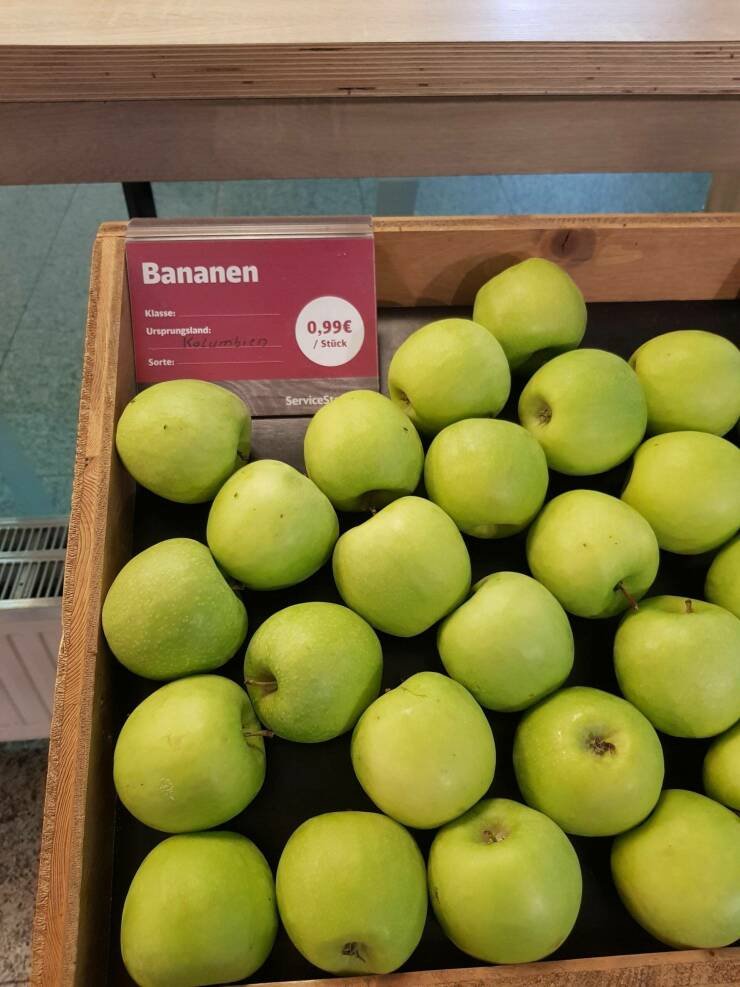 Bananen
Klasse:
Ursprungsland:
Kolumbien
Sorte:
0,99€
/ Stück